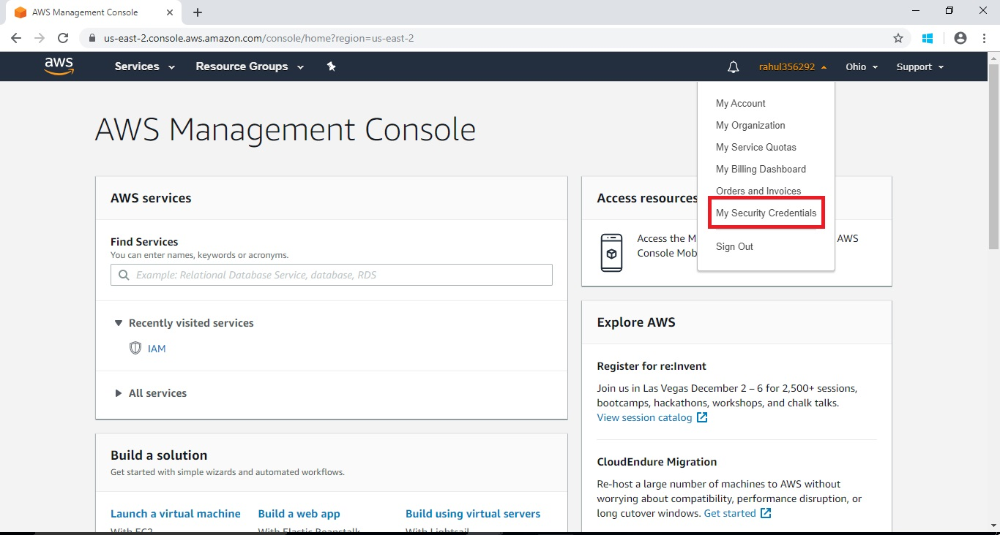 AWS Management Console
us-east-2.console.aws.amazon.com/console/home?region=us-east-2
aws
Services
Resource Groups
rahul356292
Ohio
Support
My Account
My Organization
My Service Quotas
My Billing Dashboard
Orders and Invoices
My Security Credentials
Sign Out
AWS Management Console
AWS services
Find Services
You can enter names, keywords or acronyms.
Example: Relational Database Service, database, RDS
Recently visited services
IAM
All services
Build a solution
Get started with simple wizards and automated workflows.
Launch a virtual machine
With EC2
Build a web app
With Elastic Beanstalk
Build using virtual servers
With Lightsail
Access resources
Access the M
AWS
Console Mob
Explore AWS
Register for re:Invent
Join us in Las Vegas December 2 – 6 for 2,500+ sessions,
bootcamps, hackathons, workshops, and chalk talks.
View session catalog
CloudEndure Migration
Re-host a large number of machines to AWS without
worrying about compatibility, performance disruption, or
long cutover windows. Get started